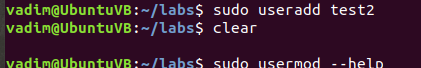 vadim@UbuntuVB:~/labs$ sudo useradd test2
vadim@UbuntuVB:~/labs$ clear
vadim@UbuntuVB:~/labs$ sudo usermod --help